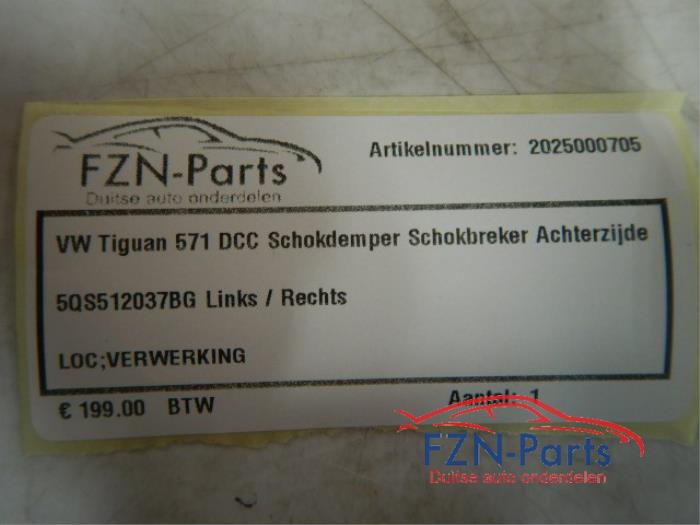 FZN-Parts
Duitse auto onderdelen
Artikelnummer: 2025000705
VW Tiguan 571 DCC Schokdemper Schokbreker Achterzijde
5QS512037BG Links / Rechts
LOC;VERWERKING
€ 199.00 BTW
Aantal: 1
FZN-Parts
Duitse auto onderdelen